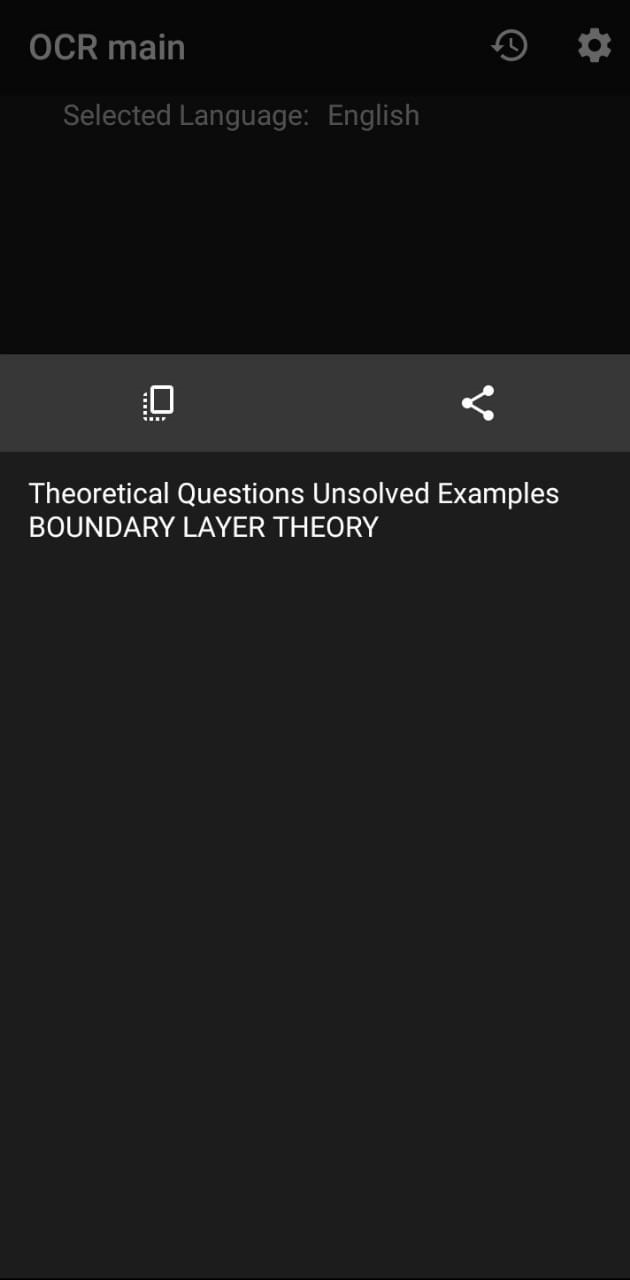 OCR main
Selected Language: English
Theoretical Questions Unsolved Examples
BOUNDARY LAYER THEORY